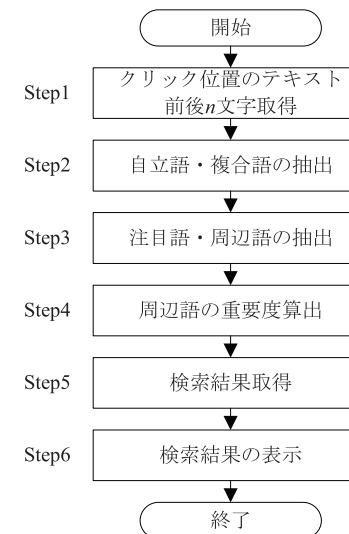 開始
Step1
クリック位置のテキスト
前後n文字取得
Step2
自立語・複合語の抽出
Step3
注目語・周辺語の抽出
Step4
周辺語の重要度算出
Step5
検索結果取得
Step6
検索結果の表示
終了